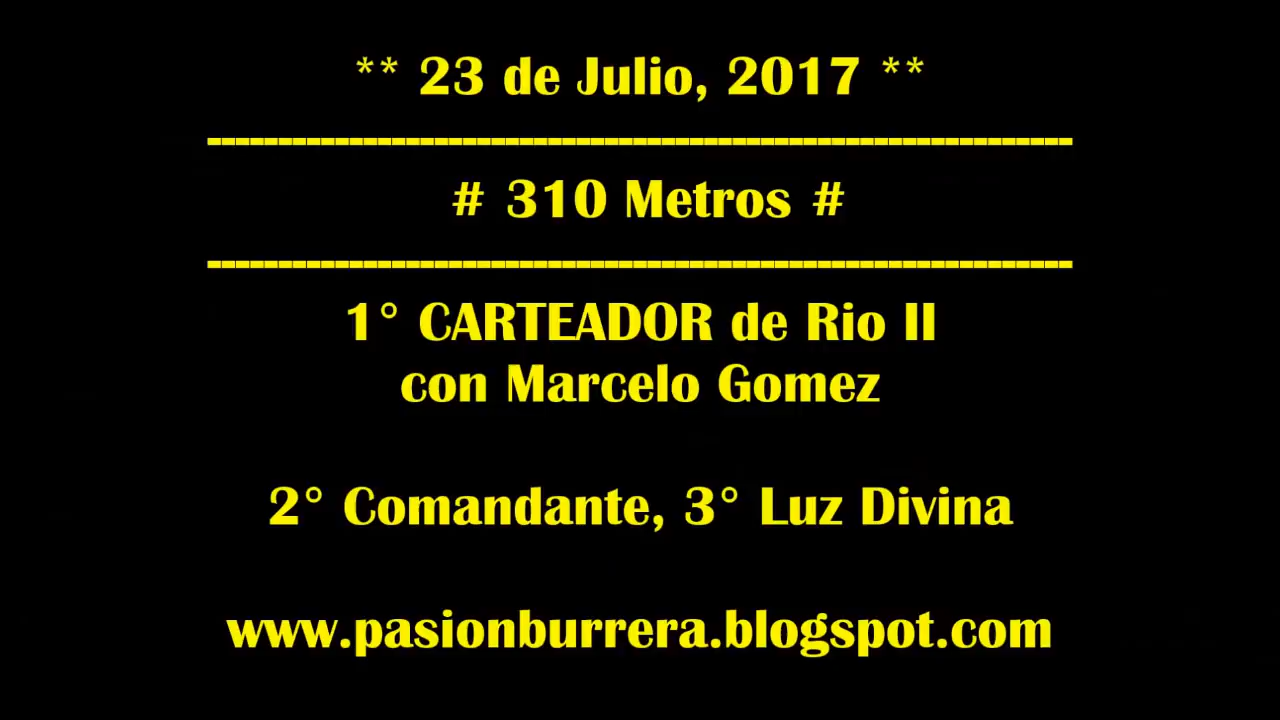 ** 23 de Julio, 2017 **
-------------------------------------------------------------
# 310 Metros #
-------------------------------------------------------------
1° CARTEADOR de Rio II
con Marcelo Gomez
2° Comandante, 3° Luz Divina
www.pasionburrera.blogspot.com